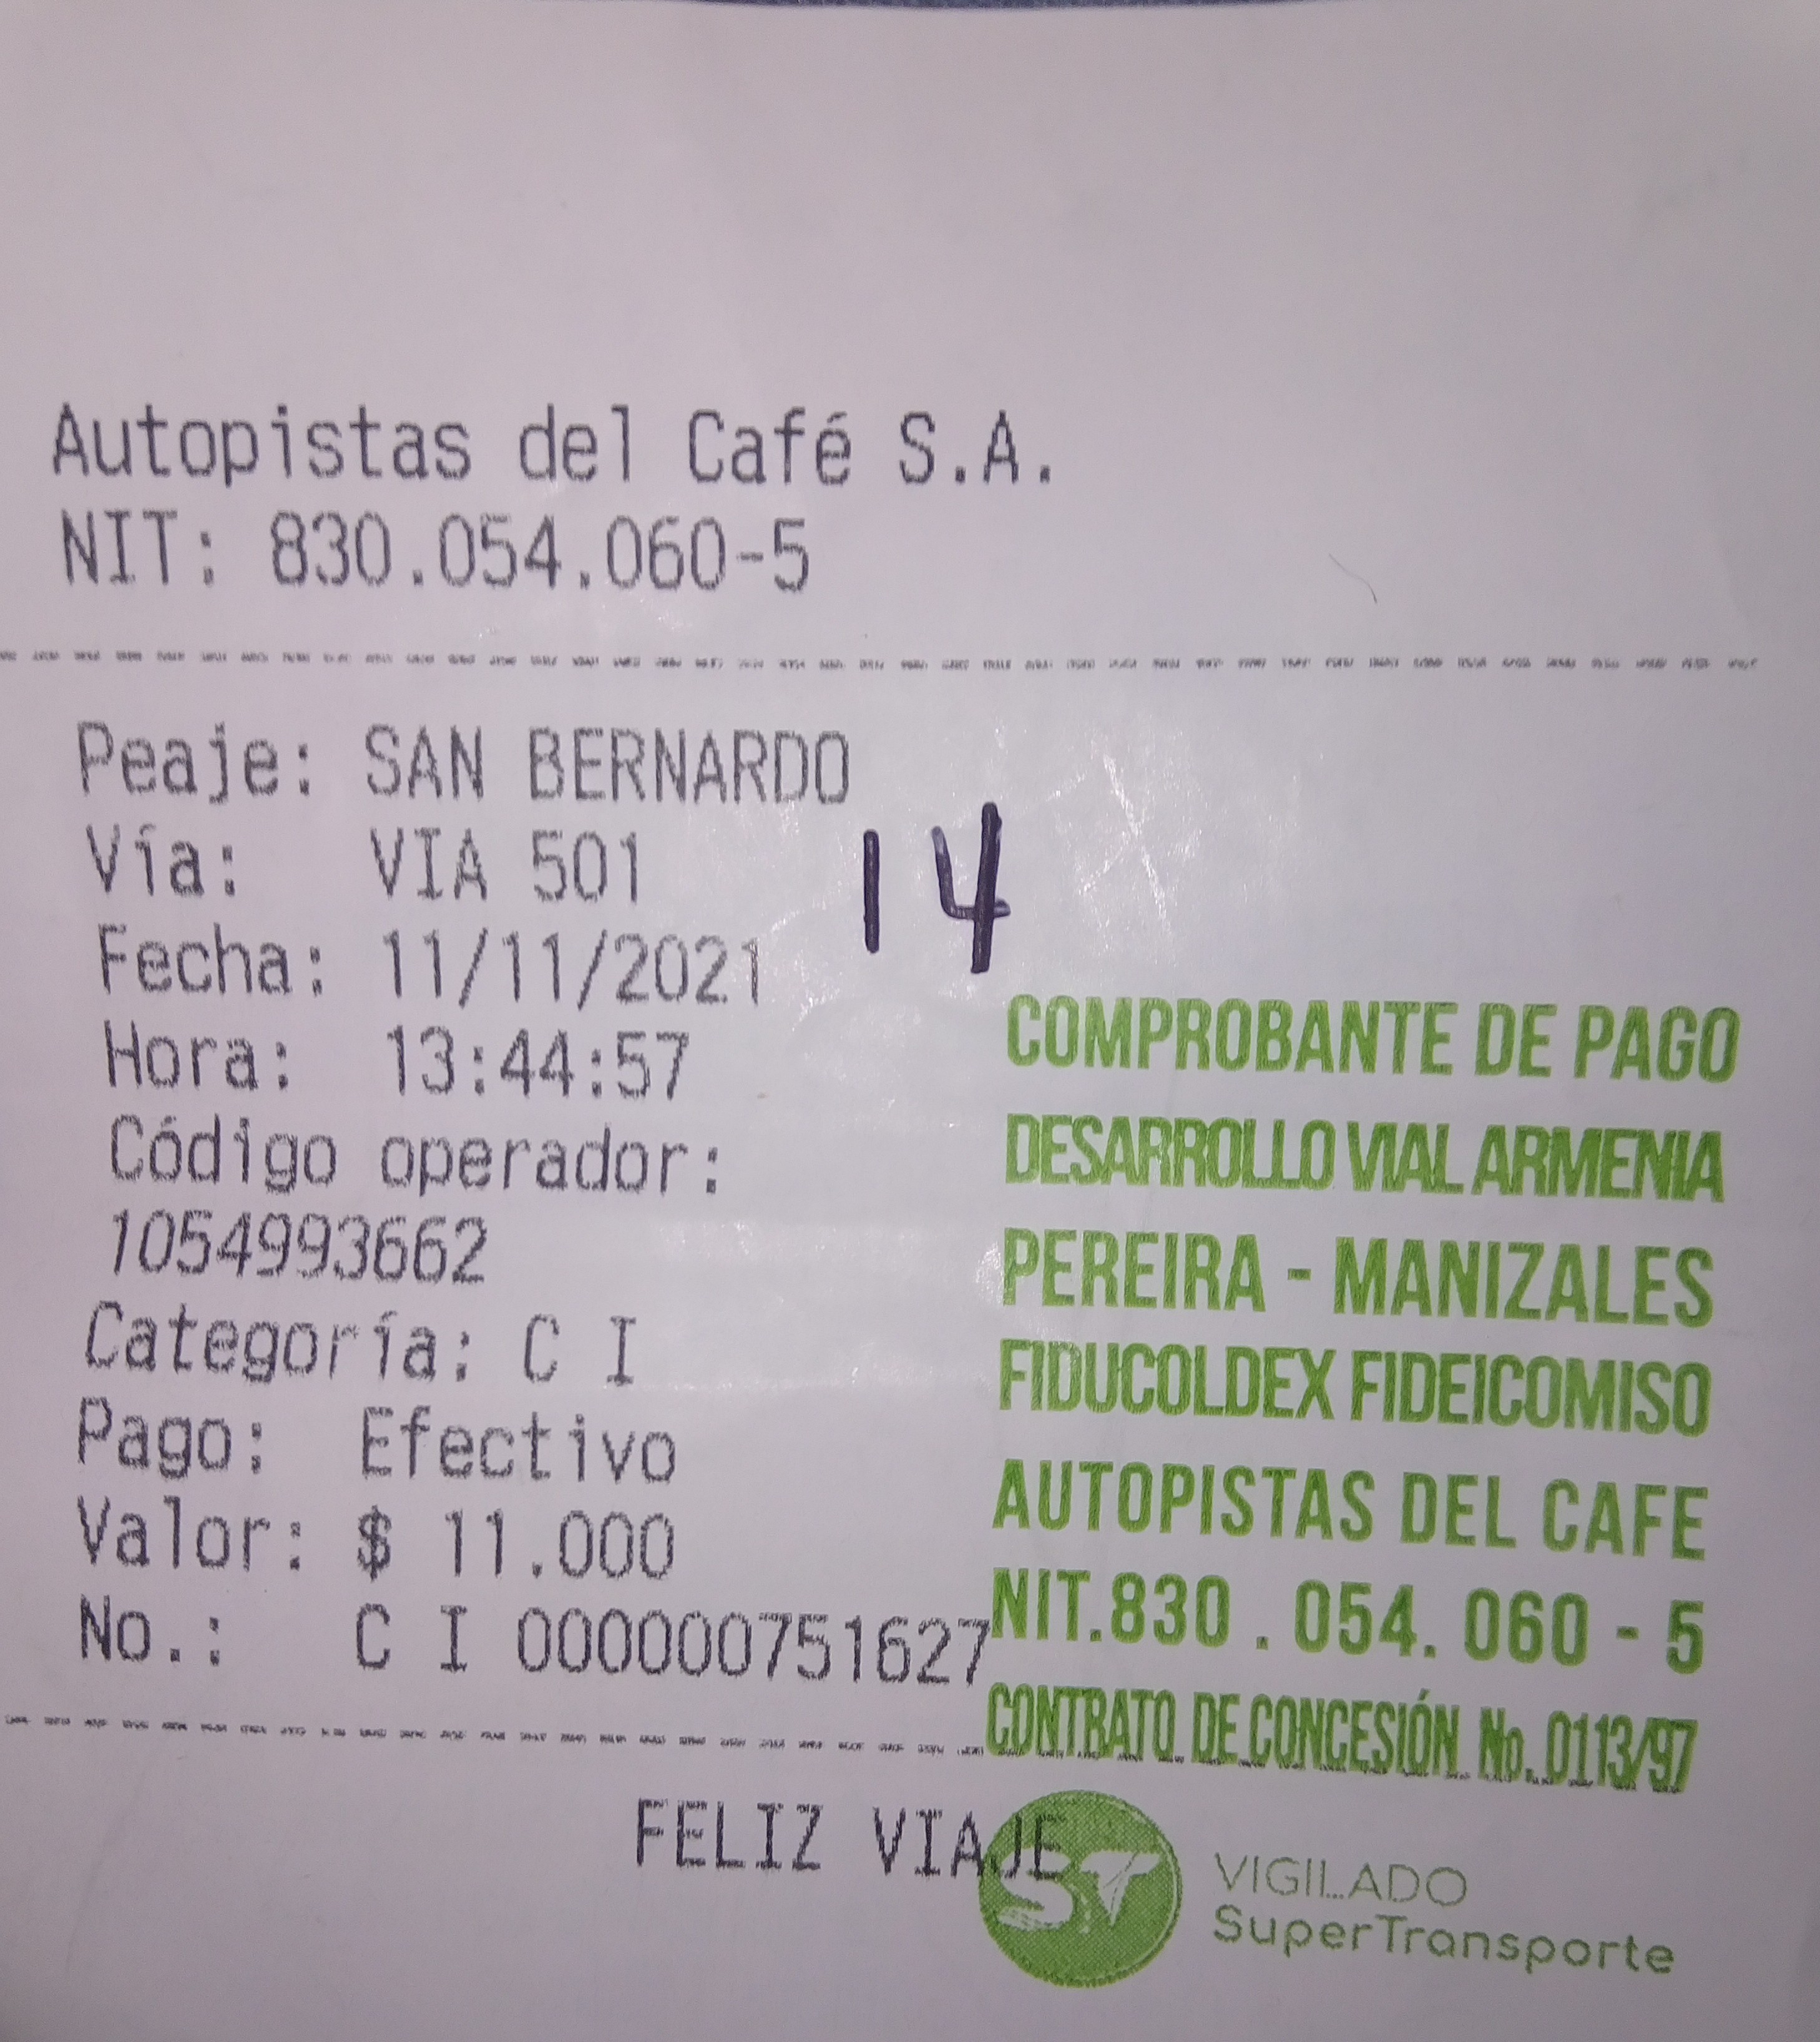 Autopistas del Café S.A.
NIT: 830.054.060-5
Peaje: SAN BERNARDO
Vía: VIA 501
14
Fecha: 11/11/2021
Hora: 13:44:57
Código operador:
1054993662
Categoría: C I
Pago: Efectivo
Valor: $ 11.000
No.: C I 000000751627
COMPROBANTE DE PAGO
DESARROLLO VIAL ARMENIA
PEREIRA - MANIZALES
FIDUCOLDEX FIDEICOMISO
AUTOPISTAS DEL CAFE
NIT.830 . 054. 060 - 5
CONTRATO DE CONCESIÓN No. 0113/97
FELIZ VIAJE
ST
VIGILADO
SuperTransporte